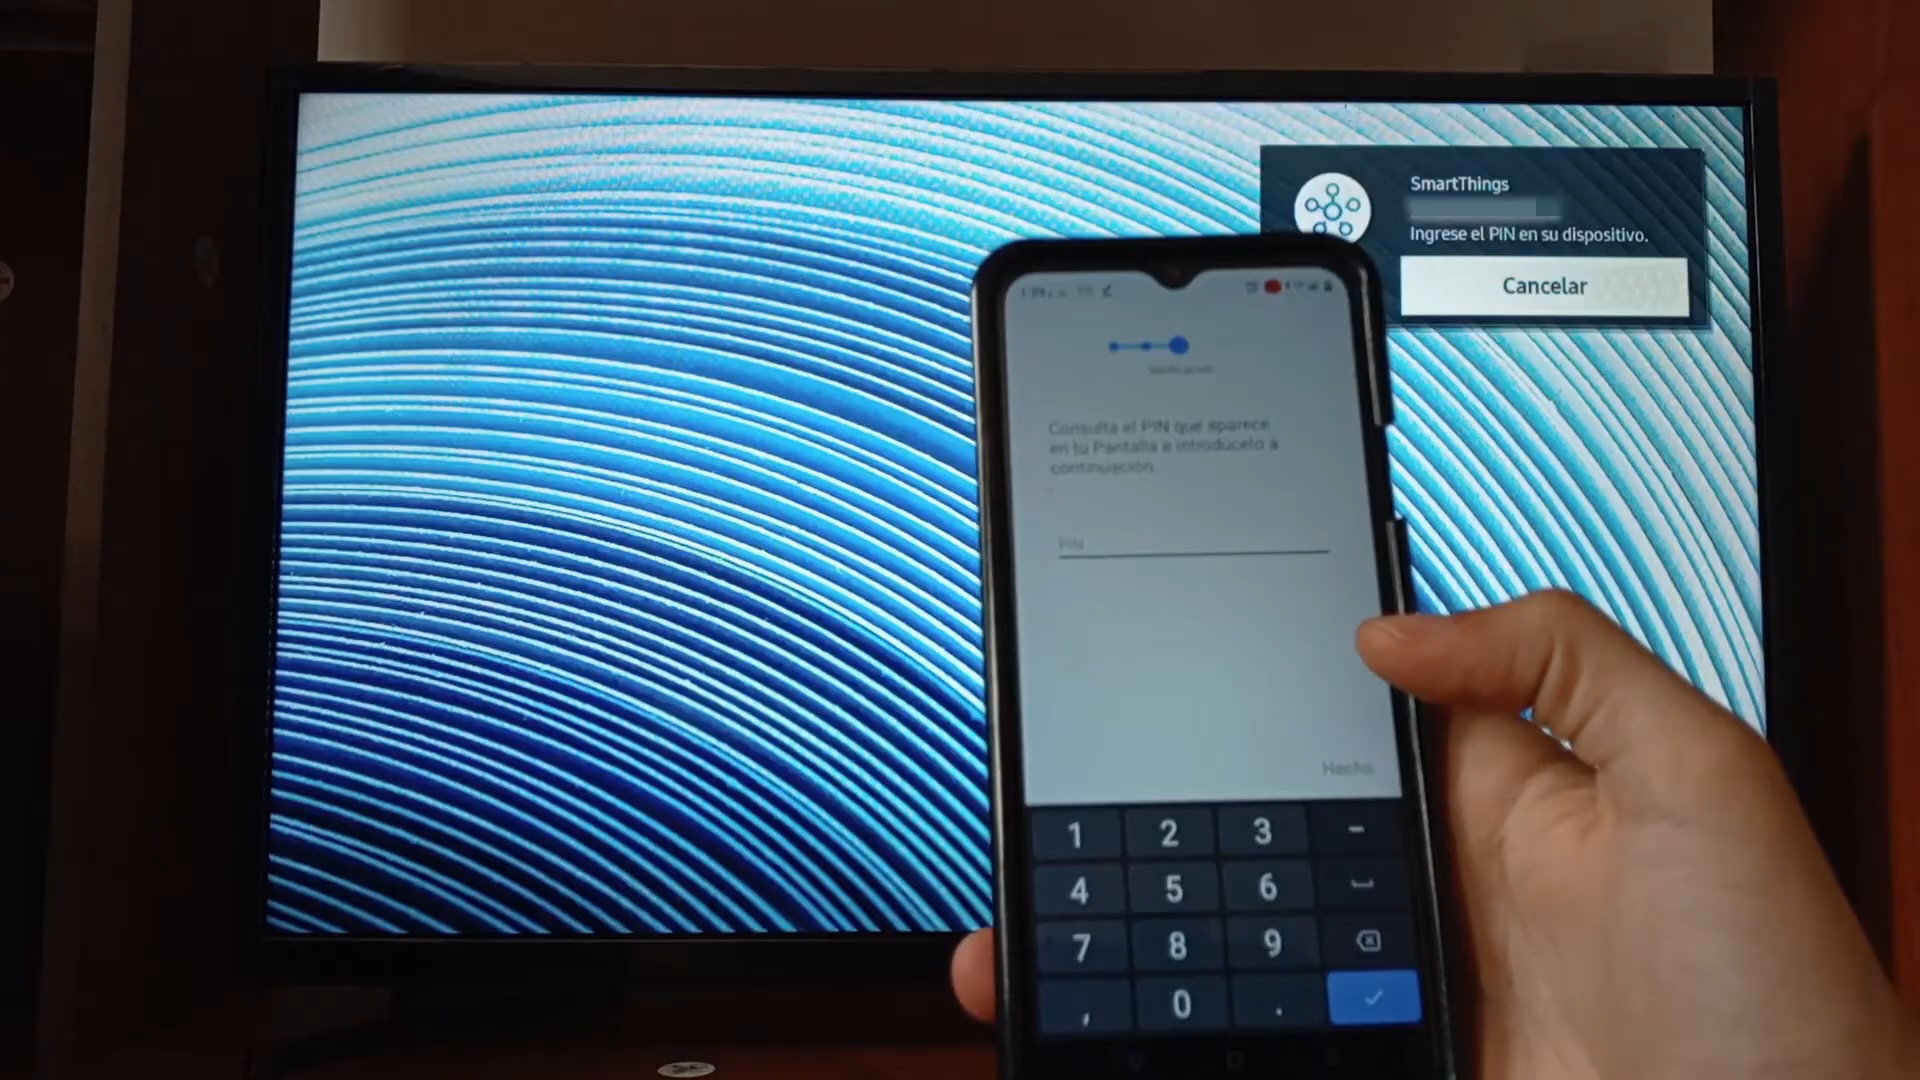 SmartThings
Ingrese el PIN en su dispositivo.
Cancelar
Verificación
Consulta el PIN que aparece
en tu Pantalla e introdúcelo a
continuación.
PIN
Hecho
1 2 3 -
4 5 6
7 8 9
, 0 .